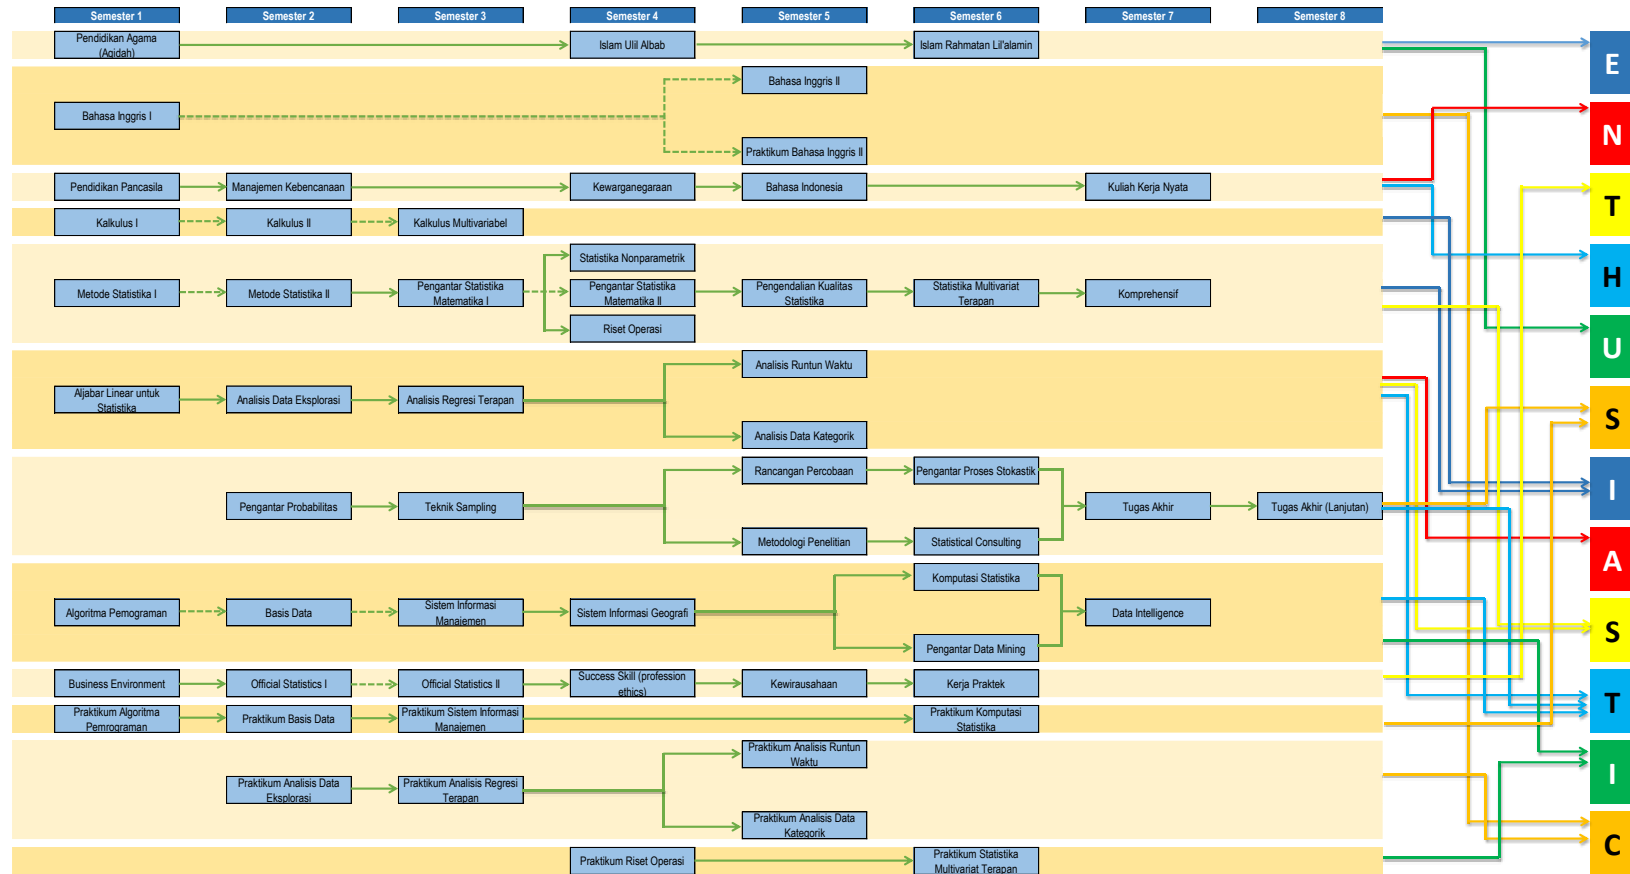 Semester 1 Semester 2 Semester 3 Semester 4 Semester 5 Semester 6 Semester 7 Semester 8
Pendidikan Agama
(Aqidah)
Islam Ulil Albab
Islam Rahmatan Lil'alamin
E
Bahasa Inggris I
Bahasa Inggris II
Praktikum Bahasa Inggris II
N
Pendidikan Pancasila
Manajemen Kebencanaan
Kewarganegaraan
Bahasa Indonesia
Kuliah Kerja Nyata
T
Kalkulus I
Kalkulus II
Kalkulus Multivariabel
Metode Statistika I
Metode Statistika II
Pengantar Statistika
Matematika I
Statistika Nonparametrik
Pengantar Statistika
Matematika II
Riset Operasi
Pengendalian Kualitas
Statistika
Statistika Multivariat
Terapan
Komprehensif
H
U
Aljabar Linear untuk
Statistika
Analisis Data Eksplorasi
Analisis Regresi Terapan
Analisis Runtun Waktu
Analisis Data Kategorik
S
Pengantar Probabilitas
Teknik Sampling
Rancangan Percobaan
Metodologi Penelitian
Pengantar Proses Stokastik
Statistical Consulting
Tugas Akhir
Tugas Akhir (Lanjutan)
I
A
Algoritma Pemograman
Basis Data
Sistem Informasi
Manajemen
Sistem Informasi Geografi
Komputasi Statistika
Pengantar Data Mining
Data Intelligence
S
Business Environment
Official Statistics I
Official Statistics II
Success Skill (profession
ethics)
Kewirausahaan
Kerja Praktek
T
Praktikum Algoritma
Pemrograman
Praktikum Basis Data
Praktikum Sistem Informasi
Manajemen
Praktikum Komputasi
Statistika
Praktikum Analisis Data
Eksplorasi
Praktikum Analisis Regresi
Terapan
Praktikum Analisis Runtun
Waktu
Praktikum Analisis Data
Kategorik
I
C
Praktikum Riset Operasi
Praktikum Statistika
Multivariat Terapan